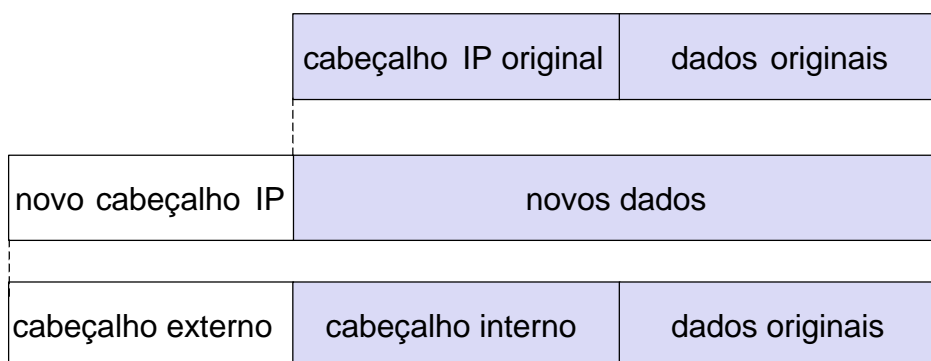 cabeçalho IP original dados originais
novo cabeçalho IP novos dados
cabeçalho externo cabeçalho interno dados originais